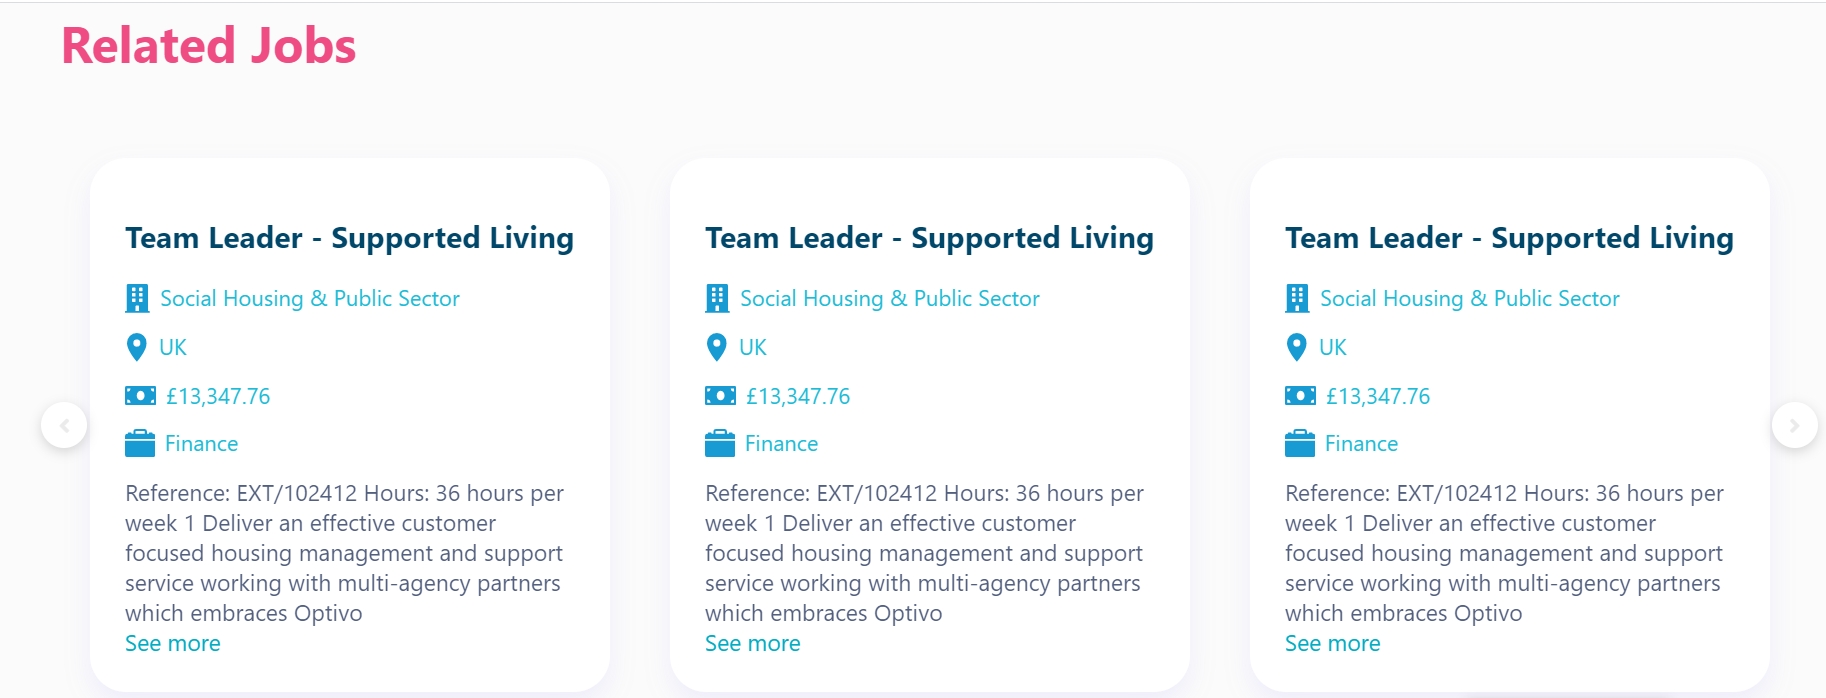 Related Jobs
Team Leader - Supported Living
Social Housing & Public Sector
UK
£13,347.76
Finance
Reference: EXT/102412 Hours: 36 hours per
week 1 Deliver an effective customer
focused housing management and support
service working with multi-agency partners
which embraces Optivo
See more
Team Leader - Supported Living
Social Housing & Public Sector
UK
£13,347.76
Finance
Reference: EXT/102412 Hours: 36 hours per
week 1 Deliver an effective customer
focused housing management and support
service working with multi-agency partners
which embraces Optivo
See more
Team Leader - Supported Living
Social Housing & Public Sector
UK
£13,347.76
Finance
Reference: EXT/102412 Hours: 36 hours per
week 1 Deliver an effective customer
focused housing management and support
service working with multi-agency partners
which embraces Optivo
See more